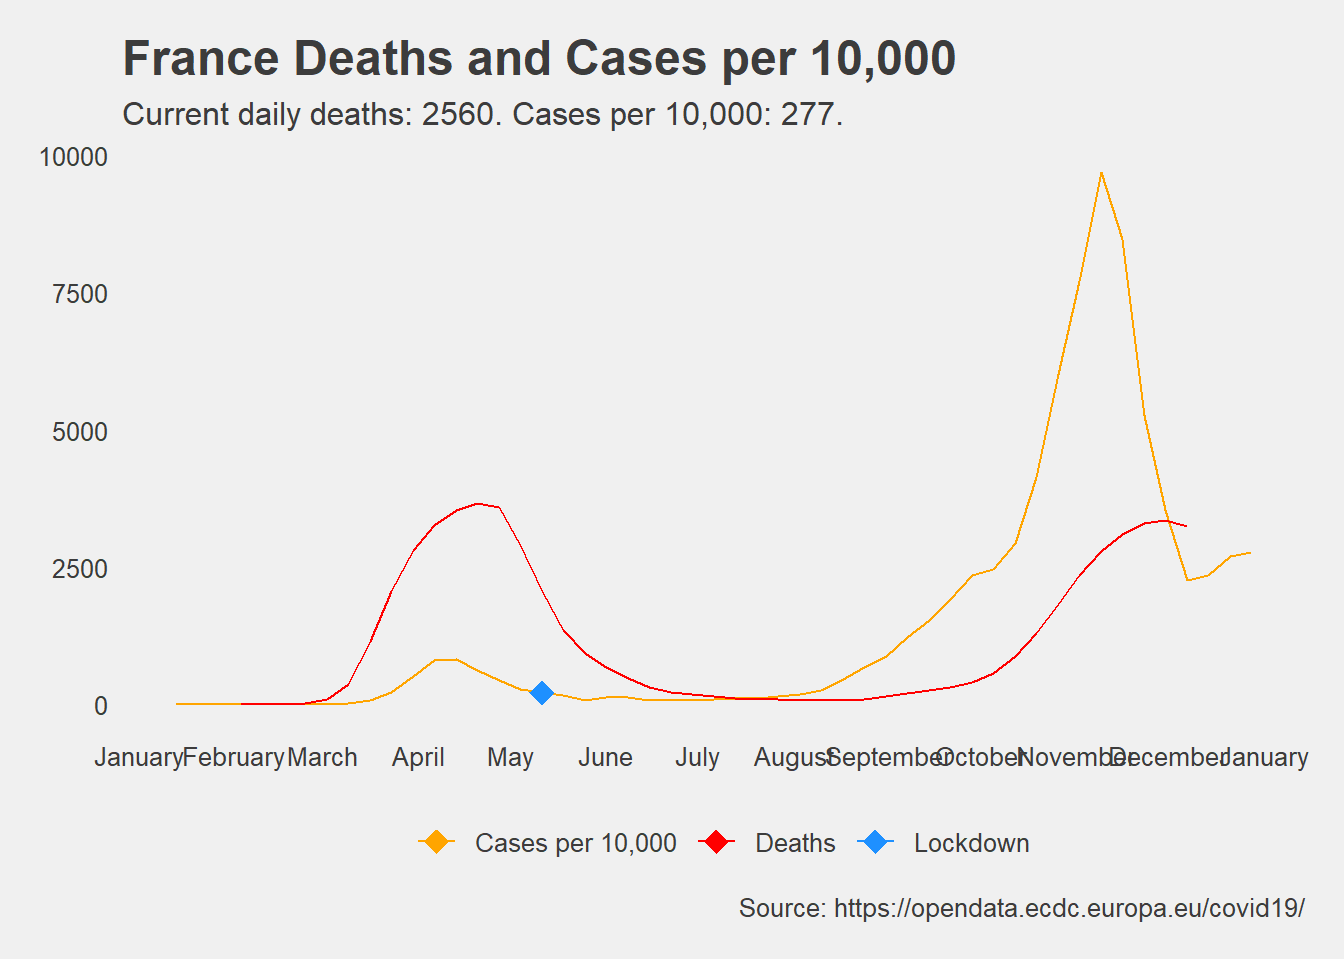 France Deaths and Cases per 10,000
Current daily deaths: 2560. Cases per 10,000: 277.
10000
7500
5000
2500
0
January February March April May June July August September October November December January
Cases per 10,000 Deaths Lockdown
Source: https://opendata.ecdc.europa.eu/covid19/